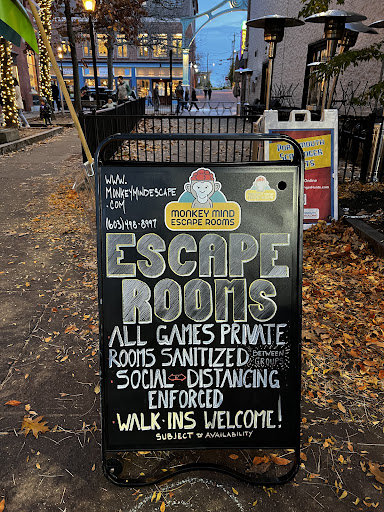 WWW.
MONKEYMINDESCAPE
.COM
(603)498-8997
MONKEY MIND
ESCAPE ROOMS
ESCAPE
ROOMS
ALL GAMES PRIVATE
ROOMS SANITIZED BETWEEN
GROUPS
SOCIAL DISTANCING
ENFORCED
WALK-INS WELCOME!
SUBJECT TO AVAILABILITY